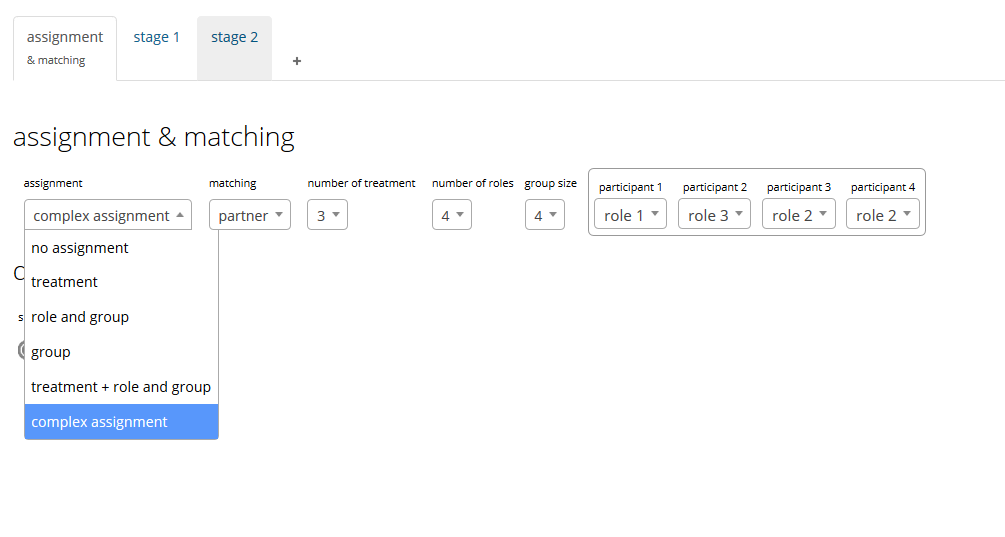 assignment
& matching
stage 1
stage 2
+
assignment & matching
assignment
matching
number of treatment
number of roles
group size
participant 1
participant 2
participant 3
participant 4
complex assignment
partner
3
4
4
role 1
role 3
role 2
role 2
no assignment
treatment
role and group
group
treatment + role and group
complex assignment